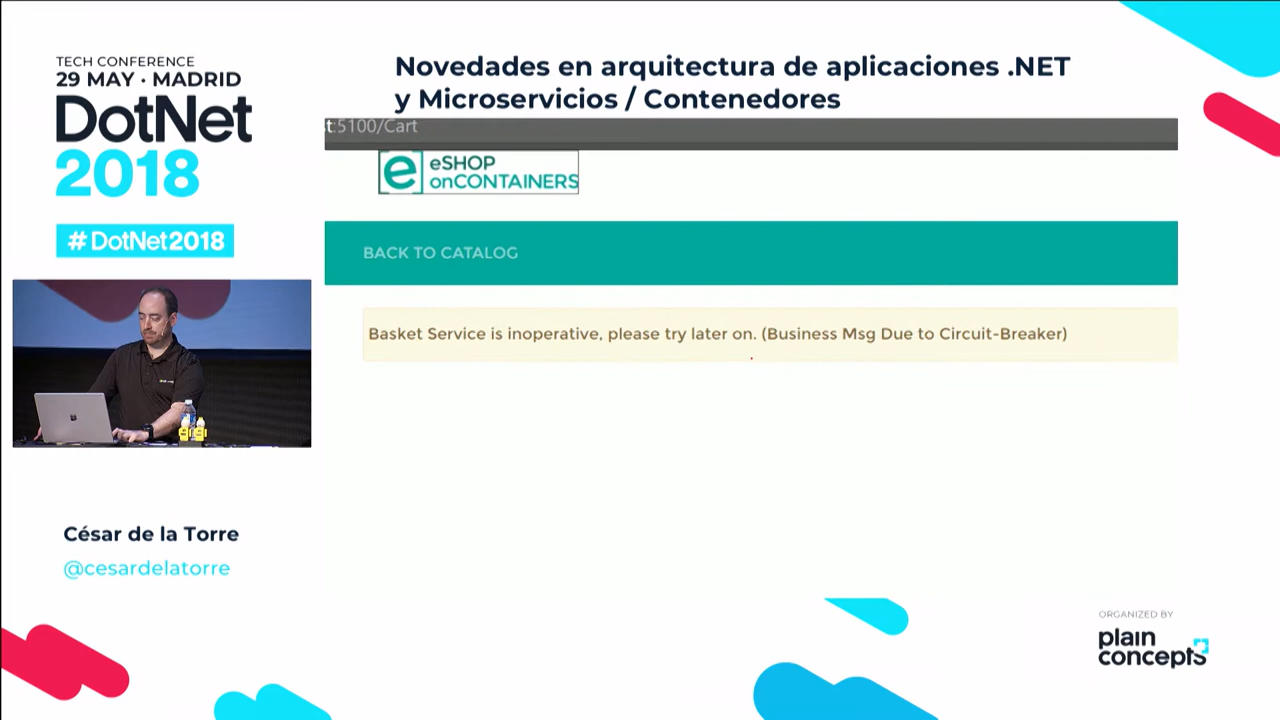 TECH CONFERENCE
29 MAY · MADRID
DotNet
2018
#DotNet2018
Novedades en arquitectura de aplicaciones .NET
y Microservicios / Contenedores
t:5100/Cart
e eSHOP
onCONTAINERS
BACK TO CATALOG
Basket Service is inoperative, please try later on. (Business Msg Due to Circuit-Breaker)
César de la Torre
@cesardelatorre
ORGANIZED BY
plain
concepts